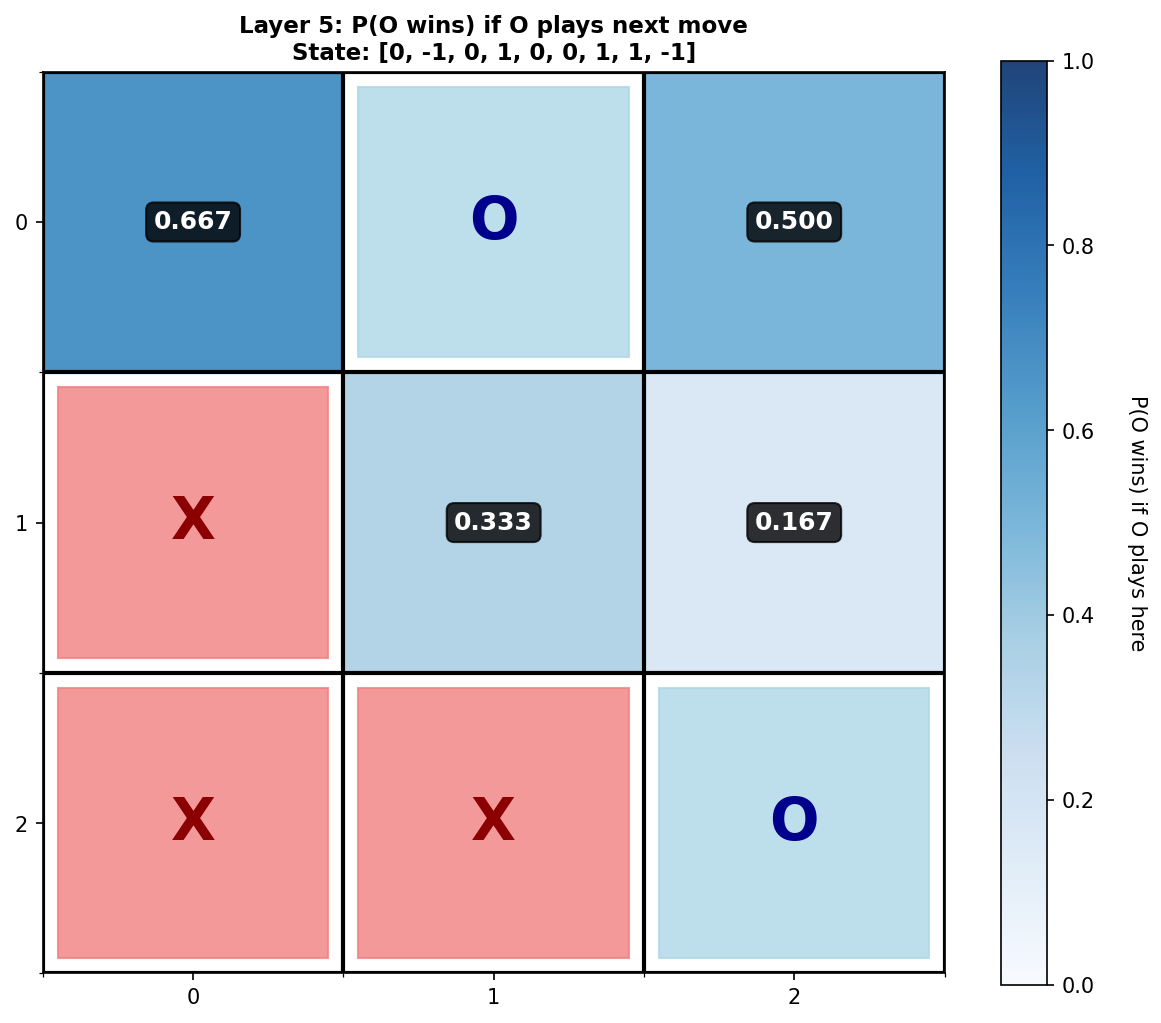 Layer 5: P(O wins) if O plays next move
State: [0, -1, 0, 1, 0, 0, 1, 1, -1]
0.667
O
0.500
X
0.333
0.167
X
X
O
0
1
2
0
1
2
1.0
0.8
0.6
0.4
0.2
0.0
P(O wins) if O plays here